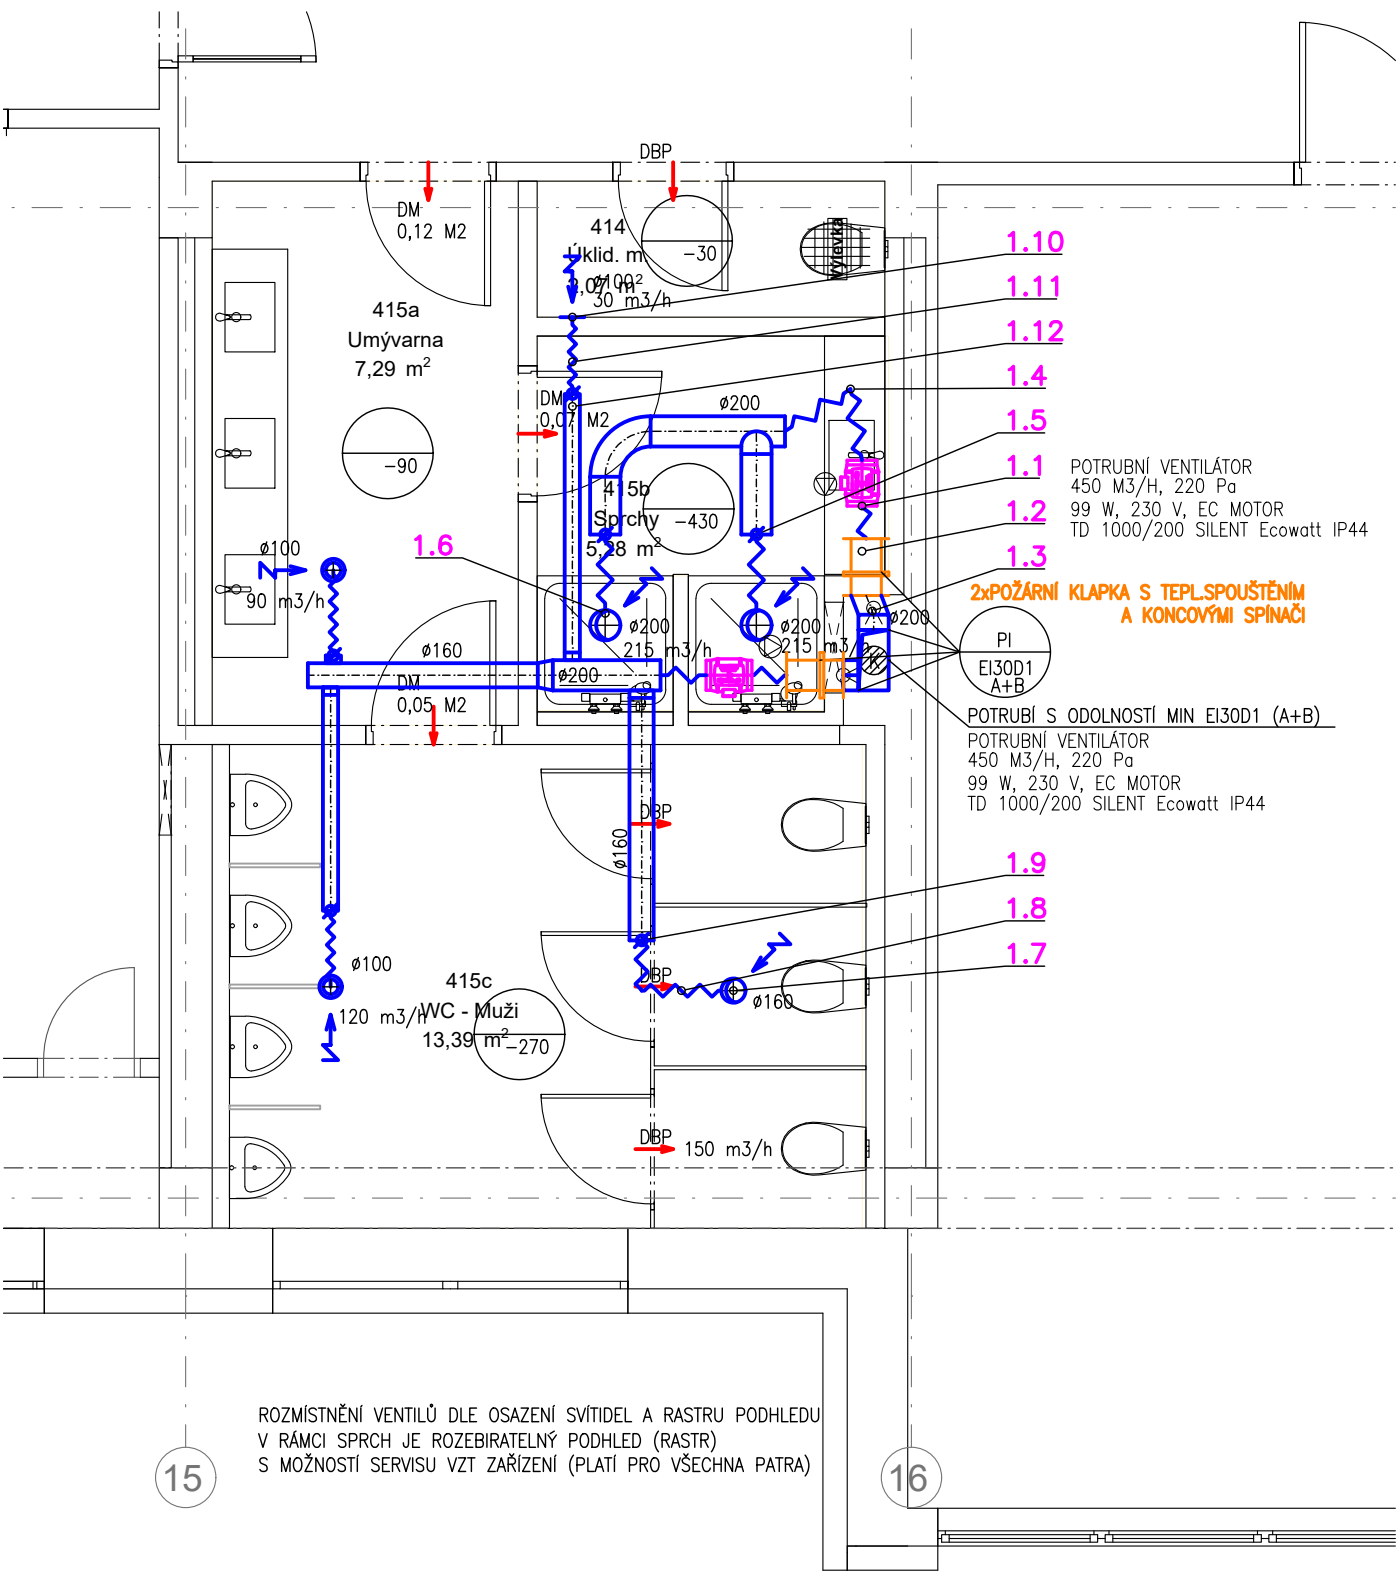 DBP
DM
0,12 M2
414
Úklid. m.
2,07 m²
ø100
30 m3/h
-30
Výlevka
415a
Umývarna
7,29 m²
-90
DM
0,07 M2
ø200
415b
Sprchy
5,28 m²
-430
1.10
1.11
1.12
1.4
1.5
1.1
1.2
1.3
POTRUBNÍ VENTILÁTOR
450 M3/H, 220 Pa
99 W, 230 V, EC MOTOR
TD 1000/200 SILENT Ecowatt IP44
2xPOŽÁRNÍ KLAPKA S TEPL.SPOUŠTĚNÍM
A KONCOVÝMI SPÍNAČI
1.6
ø100
90 m3/h
ø200
215 m3/h
ø200
215 m3/h
ø200
K
PI
EI30D1
A+B
ø160
ø200
DM
0,05 M2
POTRUBÍ S ODOLNOSTÍ MIN EI30D1 (A+B)
POTRUBNÍ VENTILÁTOR
450 M3/H, 220 Pa
99 W, 230 V, EC MOTOR
TD 1000/200 SILENT Ecowatt IP44
DBP
ø160
1.9
1.8
1.7
ø100
120 m3/h
415c
WC - Muži
13,39 m²
-270
DBP
ø160
DBP
150 m3/h
ROZMÍSTNĚNÍ VENTILŮ DLE OSAZENÍ SVÍTIDEL A RASTRU PODHLEDU
V RÁMCI SPRCH JE ROZEBIRATELNÝ PODHLED (RASTR)
S MOŽNOSTÍ SERVISU VZT ZAŘÍZENÍ (PLATÍ PRO VŠECHNA PATRA)
15
16